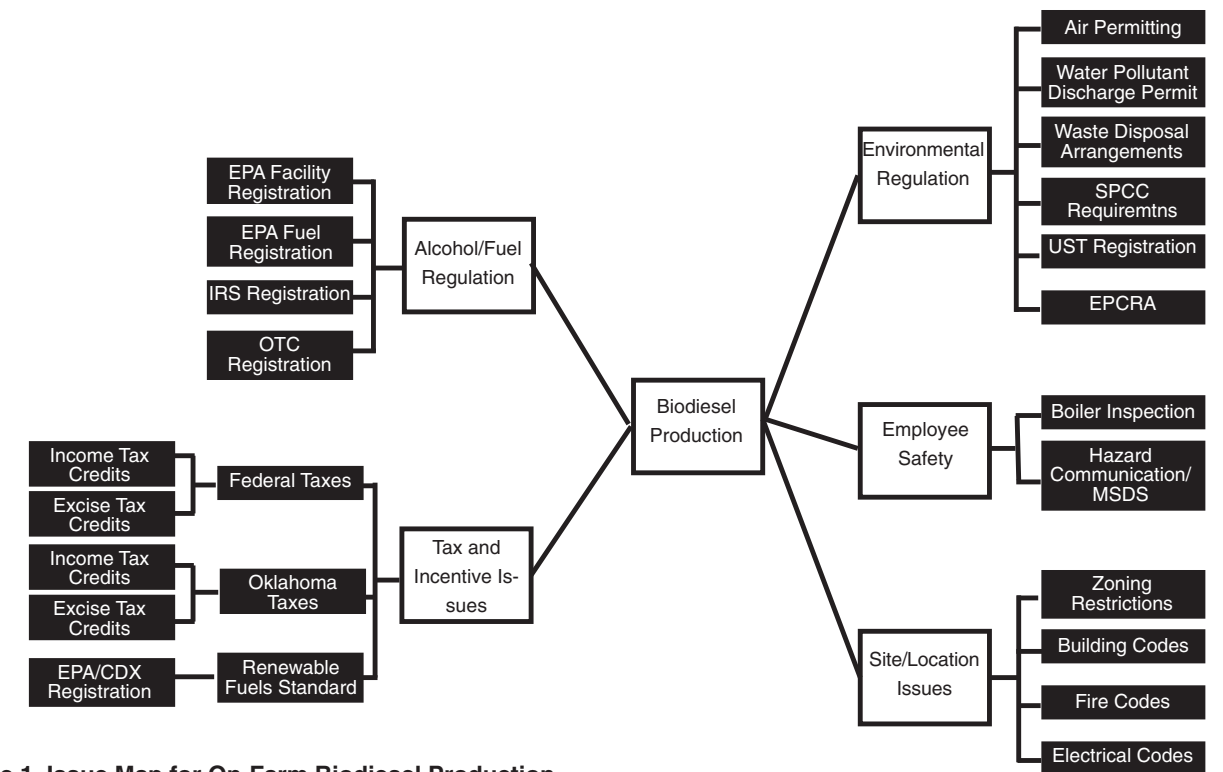 Air Permitting
Water Pollutant
Discharge Permit
Waste Disposal
Arrangements
SPCC
Requiremtns
UST Registration
EPCRA
Environmental
Regulation
EPA Facility
Registration
EPA Fuel
Registration
IRS Registration
OTC
Registration
Alcohol/Fuel
Regulation
Biodiesel
Production
Employee
Safety
Boiler Inspection
Hazard
Communication/
MSDS
Income Tax
Credits
Excise Tax
Credits
Federal Taxes
Income Tax
Credits
Excise Tax
Credits
Oklahoma
Taxes
EPA/CDX
Registration
Renewable
Fuels Standard
Tax and
Incentive Is-
sues
Site/Location
Issues
Zoning
Restrictions
Building Codes
Fire Codes
Electrical Codes
1. Issue Map for On-Farm Biodiesel Production